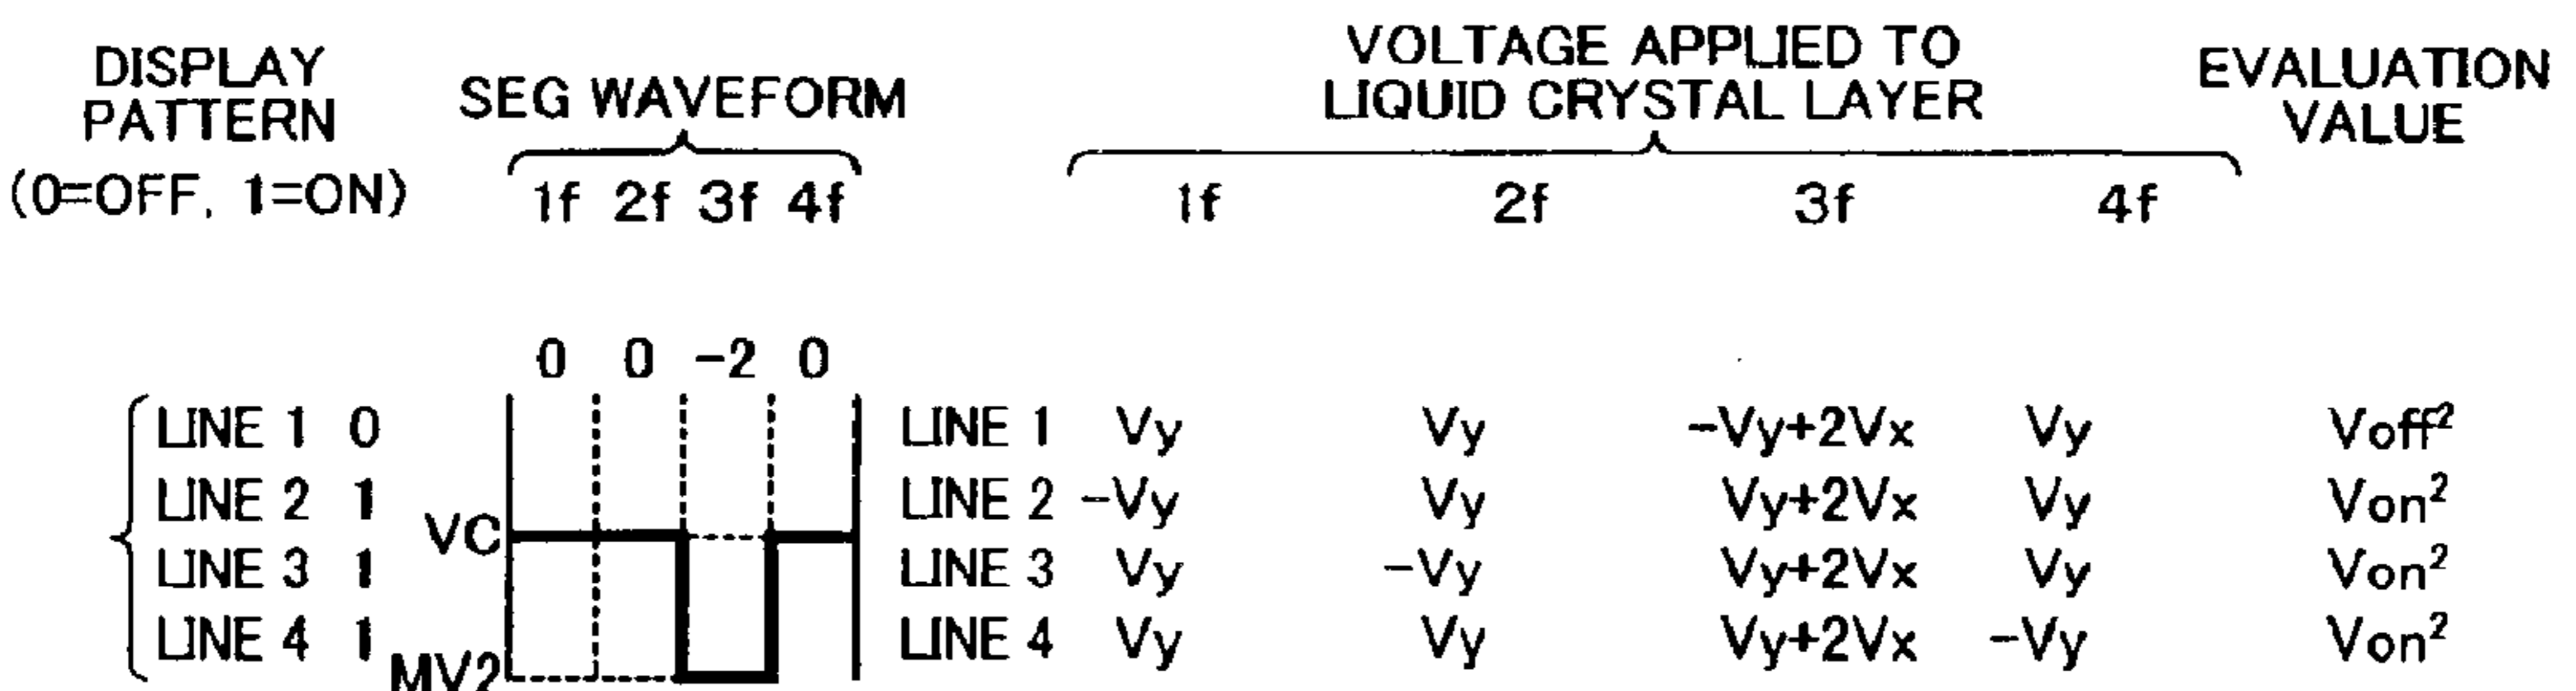 DISPLAY PATTERN
(0=OFF, 1=ON)
SEG WAVEFORM
1f 2f 3f 4f
VOLTAGE APPLIED TO
LIQUID CRYSTAL LAYER
1f 2f 3f 4f
EVALUATION
VALUE
0 0 -2 0
LINE 1 0
LINE 2 1
LINE 3 1
LINE 4 1
VC
MV2
LINE 1 Vy Vy -Vy+2Vx Vy Voff²
LINE 2 -Vy Vy Vy+2Vx Vy Von²
LINE 3 Vy -Vy Vy+2Vx Vy Von²
LINE 4 Vy Vy Vy+2Vx -Vy Von²